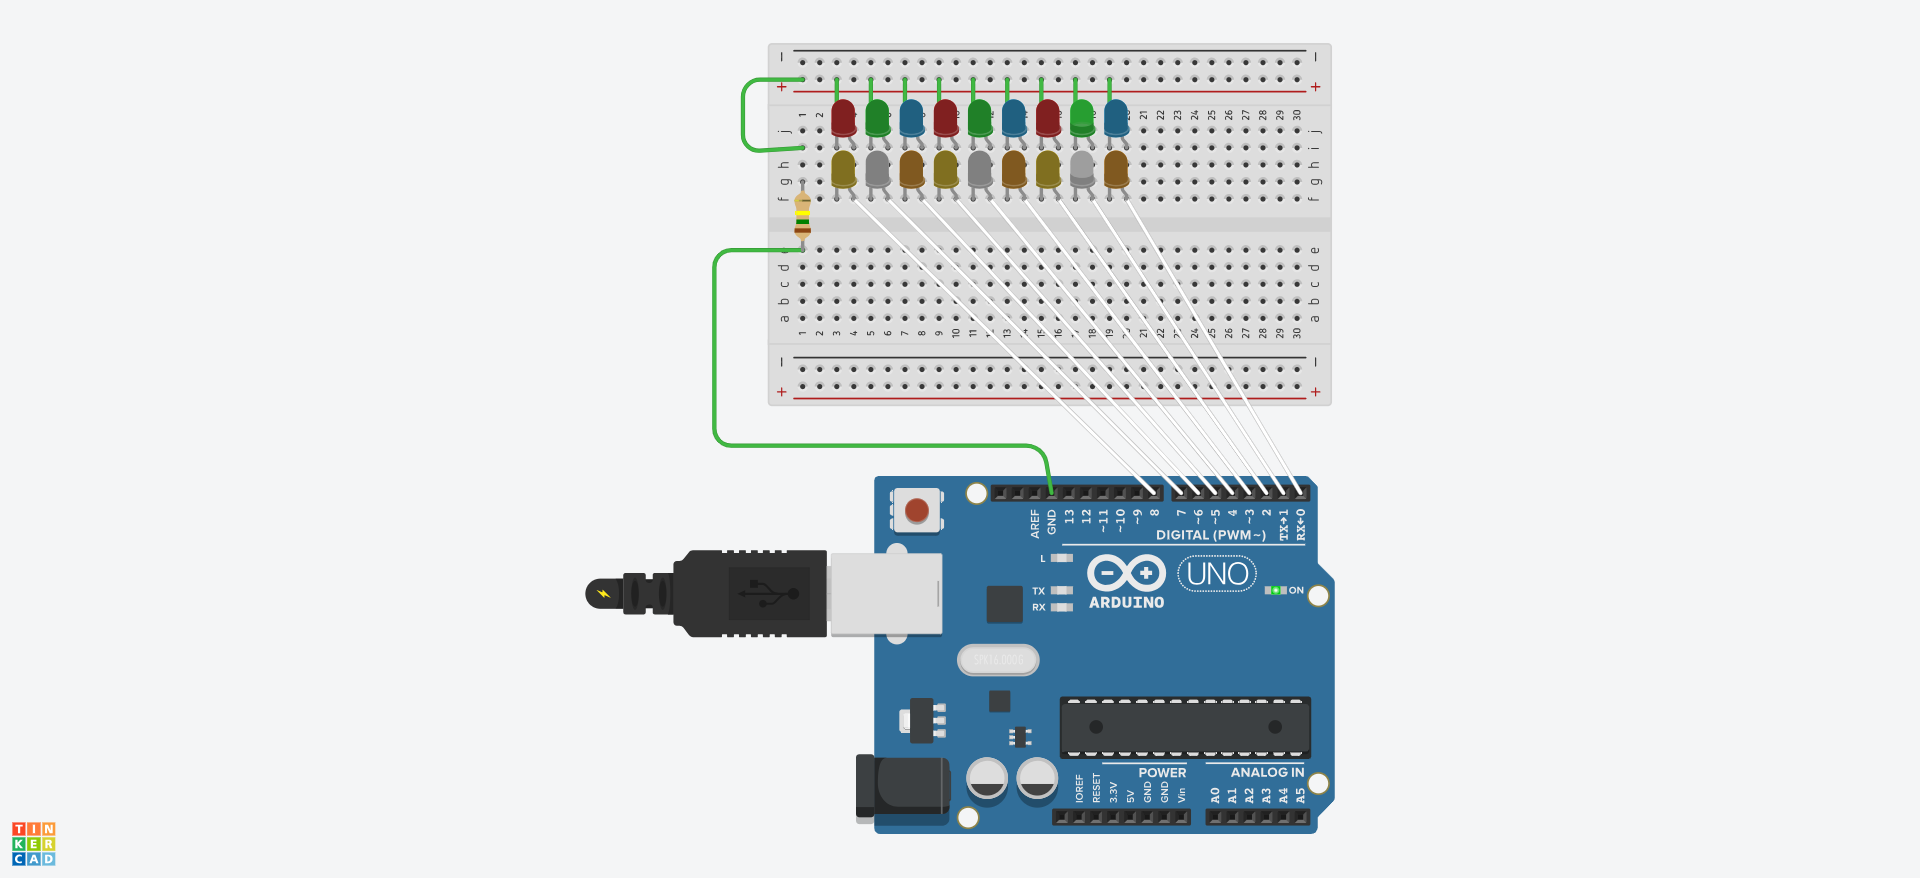 1 2 21 22 23 24 25 26 27 28 29 30
j j
i i
h h
g g
f f
e
d d
c c
b b
a a
1 2 3 4 5 6 7 8 9 10 11 13 15 16 18 19 21 22 24 25 26 27 28 29 30
AREF GND 13 12 ~11 ~10 ~9 8 7 ~6 ~5 4 ~3 2 TX→1 RX←0
DIGITAL (PWM~)
L
TX
RX
ARDUINO
UNO
ON
SPK16.000G
POWER
ANALOG IN
IOREF RESET 3.3V 5V GND GND Vin A0 A1 A2 A3 A4 A5
TIN
KER
CAD